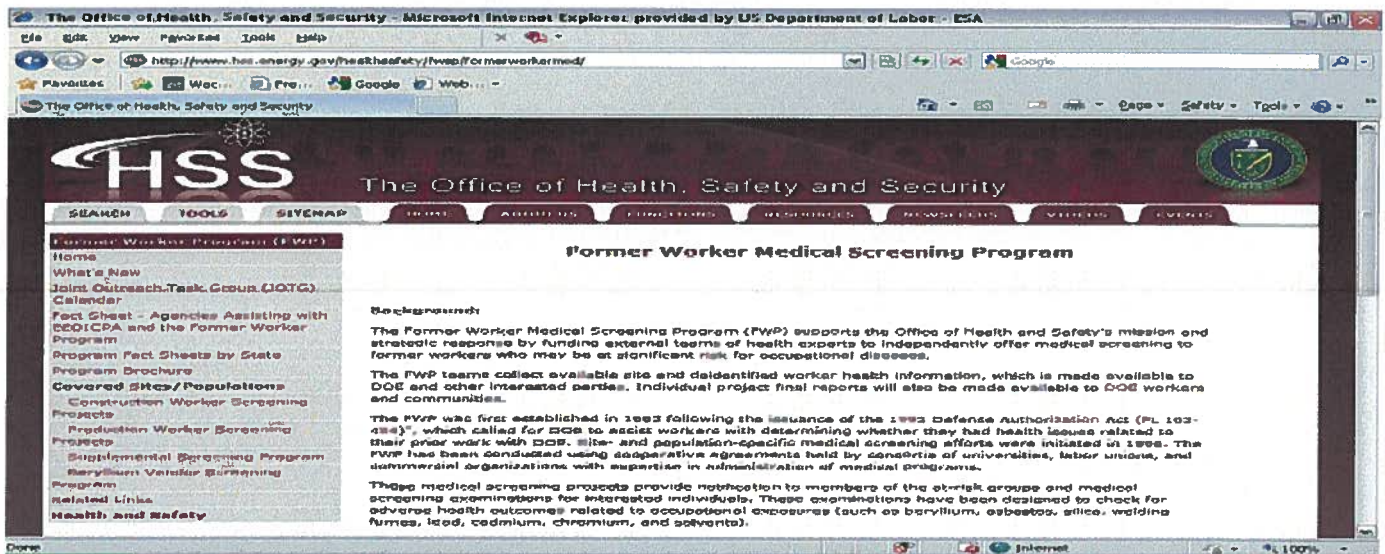 The Office of Health, Safety and Security - Microsoft Internet Explorer provided by US Department of Labor - ESA
File Edit View Favorites Tools Help
http://www.hss.energy.gov/healthsafety/fwsp/formerworkermed/
Google
Favorites Google Web...
The Office of Health, Safety and Security
Page Safety Tools
HSS
The Office of Health, Safety and Security
SEARCH TOOLS SITEMAP HOME ABOUT US FUNCTIONS RESOURCES NEWSFEEDS VIDEOS EVENTS
Former Worker Program (FWP)
Home
What's New
Joint Outreach Task Group (JOTG)
Calendar
Fact Sheet - Agencies Assisting with
EEOICPA and the Former Worker
Program
Program Fact Sheets by State
Program Brochure
Covered Sites/Populations
Construction Worker Screening
Projects
Production Worker Screening
Projects
Supplemental Screening Program
Beryllium Vendor Screening
Program
Related Links
Health and Safety
Former Worker Medical Screening Program
Background:
The Former Worker Medical Screening Program (FWP) supports the Office of Health and Safety's mission and
strategic response by funding external teams of health experts to independently offer medical screening to
former workers who may be at significant risk for occupational diseases.
The FWP teams collect available site and deidentified worker health information, which is made available to
DOE and other interested parties. Individual project final reports will also be made available to DOE workers
and communities.
The FWP was first established in 1993 following the issuance of the 1993 Defense Authorization Act (PL 102-
484)", which called for DOE to assist workers with determining whether they had health issues related to
their prior work with DOE. Site- and population-specific medical screening efforts were initiated in 1996. The
FWP has been conducted using cooperative agreements held by consortia of universities, labor unions, and
commercial organizations with expertise in administration of medical programs.
These medical screening projects provide notification to members of the at-risk groups and medical
screening examinations for interested individuals. These examinations have been designed to check for
adverse health outcomes related to occupational exposures (such as beryllium, asbestos, silica, welding
fumes, lead, cadmium, chromium, and solvents).
Done Internet 100%